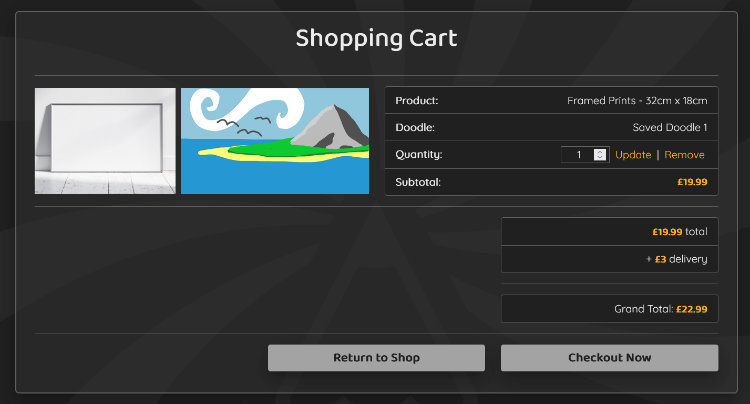 Shopping Cart
Product: Framed Prints - 32cm x 18cm
Doodle: Saved Doodle 1
Quantity: 1 Update | Remove
Subtotal: £19.99
£19.99 total
+ £3 delivery
Grand Total: £22.99
Return to Shop Checkout Now